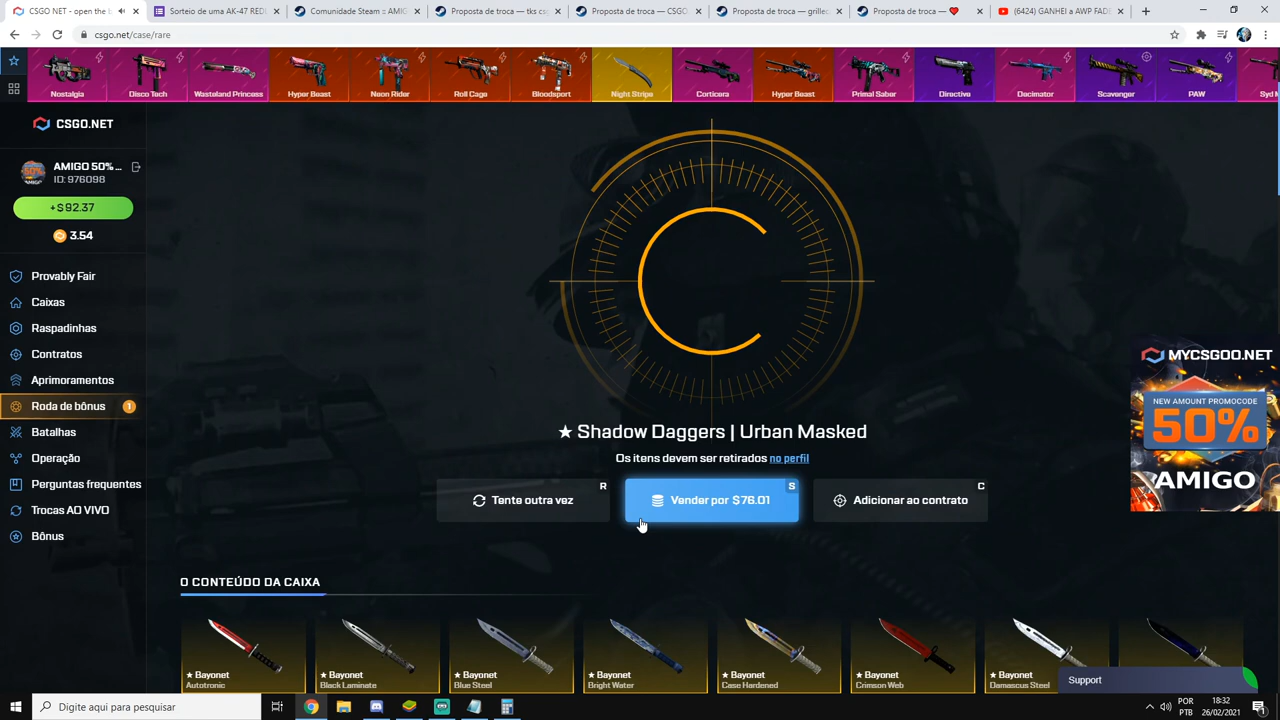 CSGO NET - open the b
Sorteio de uma AK-47 REDL
Comunidade Steam :: AMIG
Proposta de troca — tks csg
Proposta de troca — CSGO
Proposta de troca — grillec
Proposta de troca — ❤
(6424) GANHEI a AWP FADE
csgo.net/case/rare
Nostalgia
Disco Tech
Wasteland Princess
Hyper Beast
Neon Rider
Roll Cage
Bloodsport
Night Stripe
Corticera
Hyper Beast
Primal Saber
Directive
Decimator
Scavenger
PAW
Syd M
CSGO.NET
AMIGO 50% ...
ID: 976098
+$92.37
3.54
Provably Fair
Caixas
Raspadinhas
Contratos
Aprimoramentos
Roda de bônus 1
Batalhas
Operação
Perguntas frequentes
Trocas AO VIVO
Bônus
★ Shadow Daggers | Urban Masked
Os itens devem ser retirados no perfil
Tente outra vez R
Vender por $76.01 S
Adicionar ao contrato C
MYCSGOO.NET
NEW AMOUNT PROMOCODE
50%
AMIGO
O CONTEÚDO DA CAIXA
★ Bayonet
Autotronic
★ Bayonet
Black Laminate
★ Bayonet
Blue Steel
★ Bayonet
Bright Water
★ Bayonet
Case Hardened
★ Bayonet
Crimson Web
★ Bayonet
Damascus Steel
Support
Digite aqui para pesquisar
POR
PTB
18:32
26/02/2021